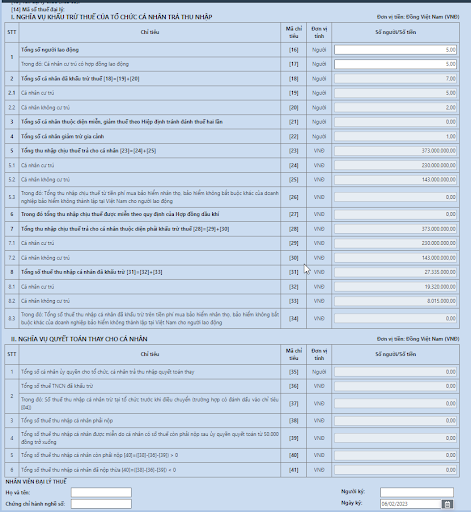 [14] Mã số thuế đại lý:
I. NGHĨA VỤ KHẤU TRỪ THUẾ CỦA TỔ CHỨC CÁ NHÂN TRẢ THU NHẬP Đơn vị tiền: Đồng Việt Nam (VNĐ)
STT Chỉ tiêu Mã chỉ tiêu Đơn vị tính Số người/Số tiền
1 Tổng số người lao động [16] Người 5,00
Trong đó: Cá nhân cư trú có hợp đồng lao động [17] Người 5,00
2 Tổng số cá nhân đã khấu trừ thuế [18]=[19]+[20] [18] Người 7,00
2.1 Cá nhân cư trú [19] Người 5,00
2.2 Cá nhân không cư trú [20] Người 2,00
3 Tổng số cá nhân thuộc diện miễn, giảm thuế theo Hiệp định tránh đánh thuế hai lần [21] Người 0,00
4 Tổng số cá nhân giảm trừ gia cảnh [22] Người 1,00
5 Tổng thu nhập chịu thuế trả cho cá nhân [23]=[24]+[25] [23] VNĐ 373.000.000,00
5.1 Cá nhân cư trú [24] VNĐ 230.000.000,00
5.2 Cá nhân không cư trú [25] VNĐ 143.000.000,00
5.3 Trong đó: Tổng thu nhập chịu thuế từ tiền phí mua bảo hiểm nhân thọ, bảo hiểm không bắt buộc khác của doanh nghiệp bảo hiểm không thành lập tại Việt Nam cho người lao động [26] VNĐ 0,00
6 Trong đó tổng thu nhập chịu thuế được miễn theo quy định của Hợp đồng dầu khí [27] VNĐ 0,00
7 Tổng thu nhập chịu thuế trả cho cá nhân thuộc diện phải khấu trừ thuế [28]=[29]+[30] [28] VNĐ 373.000.000,00
7.1 Cá nhân cư trú [29] VNĐ 230.000.000,00
7.2 Cá nhân không cư trú [30] VNĐ 143.000.000,00
8 Tổng số thuế thu nhập cá nhân đã khấu trừ [31]=[32]+[33] [31] VNĐ 27.335.000,00
8.1 Cá nhân cư trú [32] VNĐ 19.320.000,00
8.2 Cá nhân không cư trú [33] VNĐ 8.015.000,00
8.3 Trong đó: Tổng số thuế thu nhập cá nhân đã khấu trừ trên tiền phí mua bảo hiểm nhân thọ, bảo hiểm không bắt buộc khác của doanh nghiệp bảo hiểm không thành lập tại Việt Nam cho người lao động [34] VNĐ 0,00
II. NGHĨA VỤ QUYẾT TOÁN THAY CHO CÁ NHÂN Đơn vị tiền: Đồng Việt Nam (VNĐ)
STT Chỉ tiêu Mã chỉ tiêu Đơn vị tính Số người/Số tiền
1 Tổng số cá nhân ủy quyền cho tổ chức, cá nhân trả thu nhập quyết toán thay [35] Người 0,00
2 Tổng số thuế TNCN đã khấu trừ [36] VNĐ 0,00
Trong đó: Số thuế thu nhập cá nhân đã khấu trừ tại tổ chức trước khi điều chuyển (trường hợp có đánh dấu vào chỉ tiêu [04]) [37] VNĐ 0,00
3 Tổng số thuế thu nhập cá nhân phải nộp [38] VNĐ 0,00
4 Tổng số thuế thu nhập cá nhân được miễn do cá nhân có số thuế còn phải nộp sau ủy quyền quyết toán từ 50.000 đồng trở xuống [39] VNĐ 0,00
5 Tổng số thuế thu nhập cá nhân còn phải nộp [40]=([38]-[36]-[39]) > 0 [40] VNĐ 0,00
6 Tổng số thuế thu nhập cá nhân đã nộp thừa [40]=([38]-[36]-[39]) < 0 [41] VNĐ 0,00
NHÂN VIÊN ĐẠI LÝ THUẾ
Họ và tên: Người ký:
Chứng chỉ hành nghề số: Ngày ký: 06/02/2023